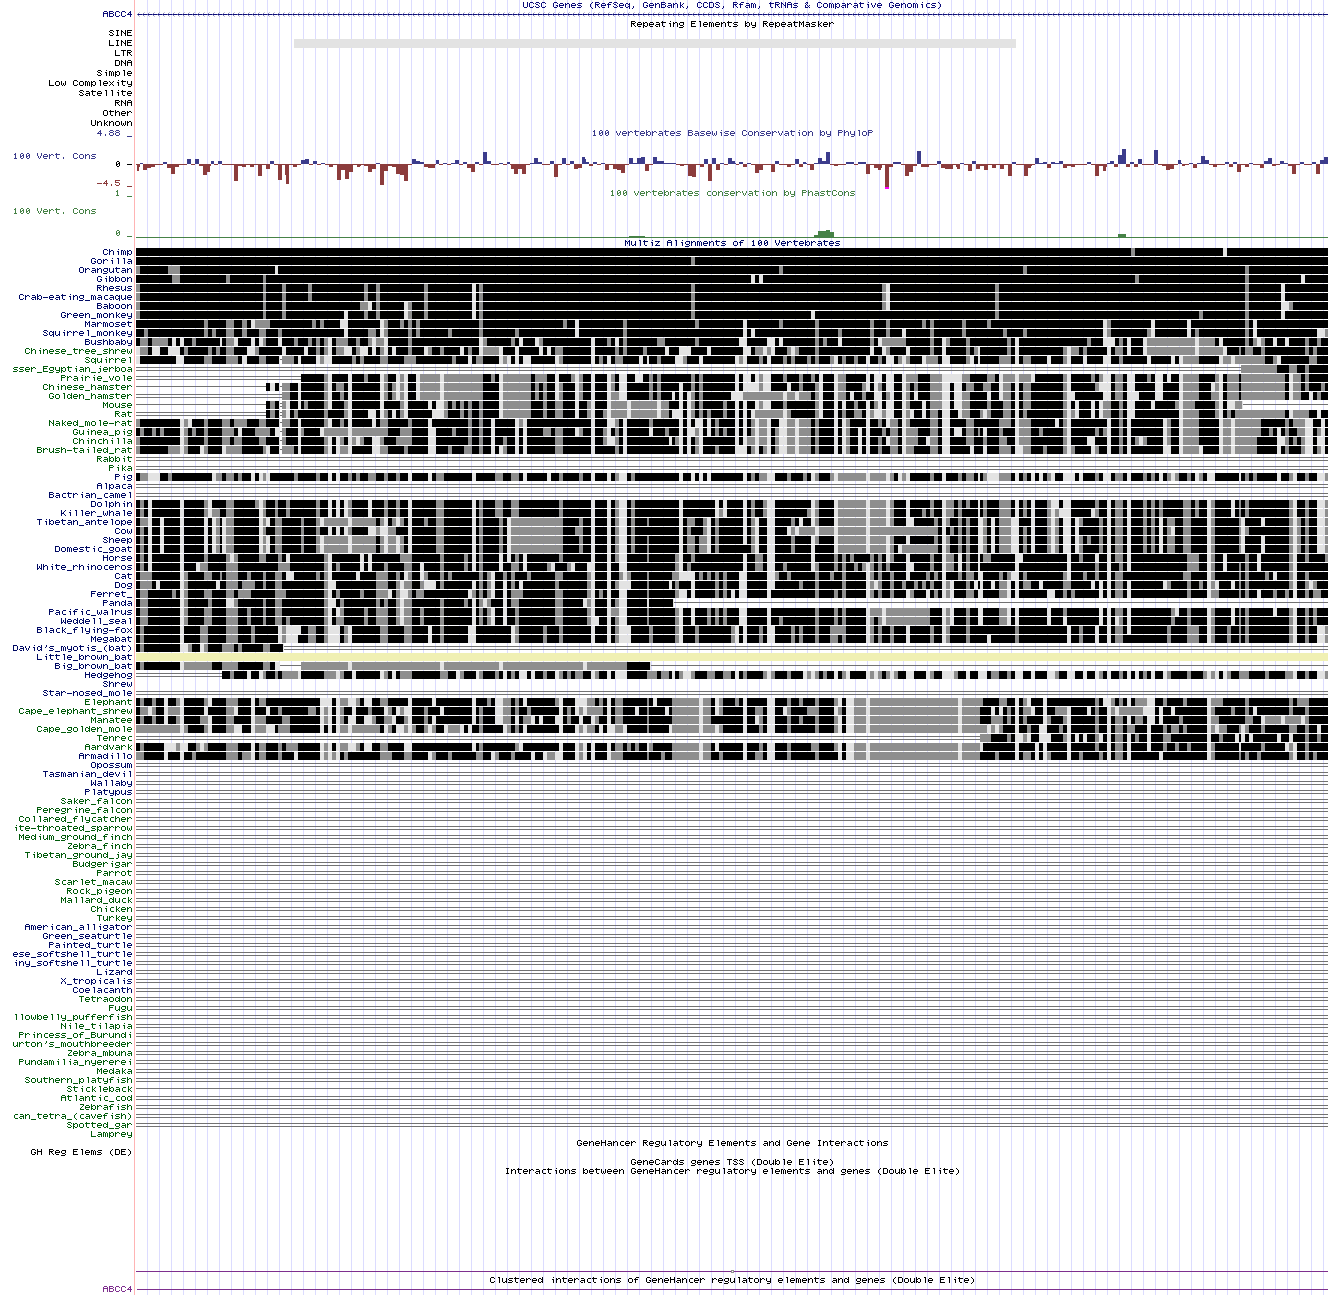 UCSC Genes (RefSeq, GenBank, CCDS, Rfam, tRNAs & Comparative Genomics)
ABCC4
Repeating Elements by RepeatMasker
SINE
LINE
LTR
DNA
Simple
Low Complexity
Satellite
RNA
Other
Unknown
4.88 _
100 vertebrates Basewise Conservation by PhyloP
100 Vert. Cons
0 _
-4.5 _
1 _
100 vertebrates conservation by PhastCons
100 Vert. Cons
0 _
Multiz Alignments of 100 Vertebrates
Chimp
Gorilla
Orangutan
Gibbon
Rhesus
Crab-eating_macaque
Baboon
Green_monkey
Marmoset
Squirrel_monkey
Bushbaby
Chinese_tree_shrew
Squirrel
sser_Egyptian_jerboa
Prairie_vole
Chinese_hamster
Golden_hamster
Mouse
Rat
Naked_mole-rat
Guinea_pig
Chinchilla
Brush-tailed_rat
Rabbit
Pika
Pig
Alpaca
Bactrian_camel
Dolphin
Killer_whale
Tibetan_antelope
Cow
Sheep
Domestic_goat
Horse
White_rhinoceros
Cat
Dog
Ferret_
Panda
Pacific_walrus
Weddell_seal
Black_flying-fox
Megabat
David's_myotis_(bat)
Little_brown_bat
Big_brown_bat
Hedgehog
Shrew
Star-nosed_mole
Elephant
Cape_elephant_shrew
Manatee
Cape_golden_mole
Tenrec
Aardvark
Armadillo
Opossum
Tasmanian_devil
Wallaby
Platypus
Saker_falcon
Peregrine_falcon
Collared_flycatcher
ite-throated_sparrow
Medium_ground_finch
Zebra_finch
Tibetan_ground_jay
Budgerigar
Parrot
Scarlet_macaw
Rock_pigeon
Mallard_duck
Chicken
Turkey
American_alligator
Green_seaturtle
Painted_turtle
ese_softshell_turtle
iny_softshell_turtle
Lizard
X_tropicalis
Coelacanth
Tetraodon
Fugu
llowbelly_pufferfish
Nile_tilapia
Princess_of_Burundi
urton's_mouthbreeder
Zebra_mbuna
Pundamilia_nyererei
Medaka
Southern_platyfish
Stickleback
Atlantic_cod
Zebrafish
can_tetra_(cavefish)
Spotted_gar
Lamprey
GeneHancer Regulatory Elements and Gene Interactions
GH Reg Elems (DE)
GeneCards genes TSS (Double Elite)
Interactions between GeneHancer regulatory elements and genes (Double Elite)
Clustered interactions of GeneHancer regulatory elements and genes (Double Elite)
ABCC4